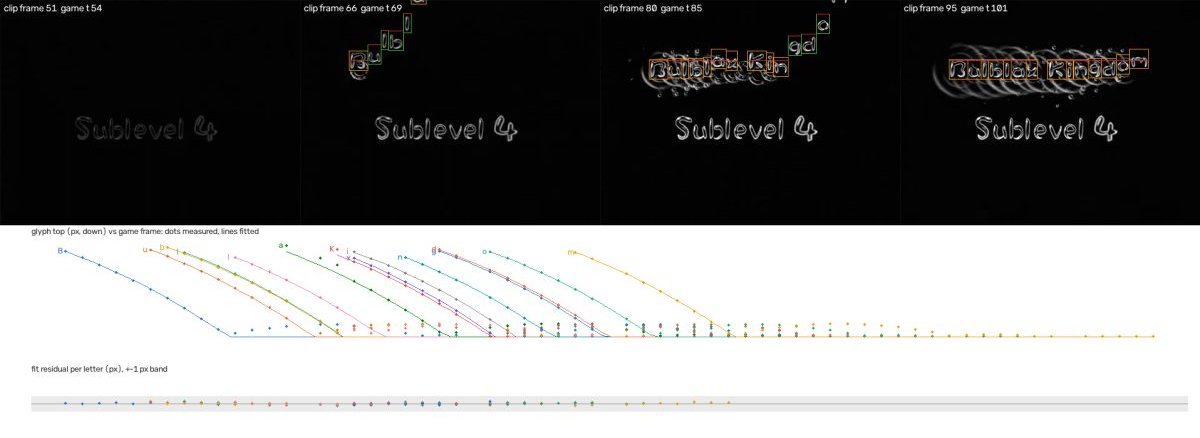 clip frame 51 game t 54
clip frame 66 game t 69
clip frame 80 game t 85
clip frame 95 game t 101
B u l b l
Bulblax Kingdo
Bulblax Kingdom
Sublevel 4
Sublevel 4
Sublevel 4
Sublevel 4
glyph top (px, down) vs game frame: dots measured, lines fitted
B u b l l a K i x n g o m
fit residual per letter (px), +-1 px band